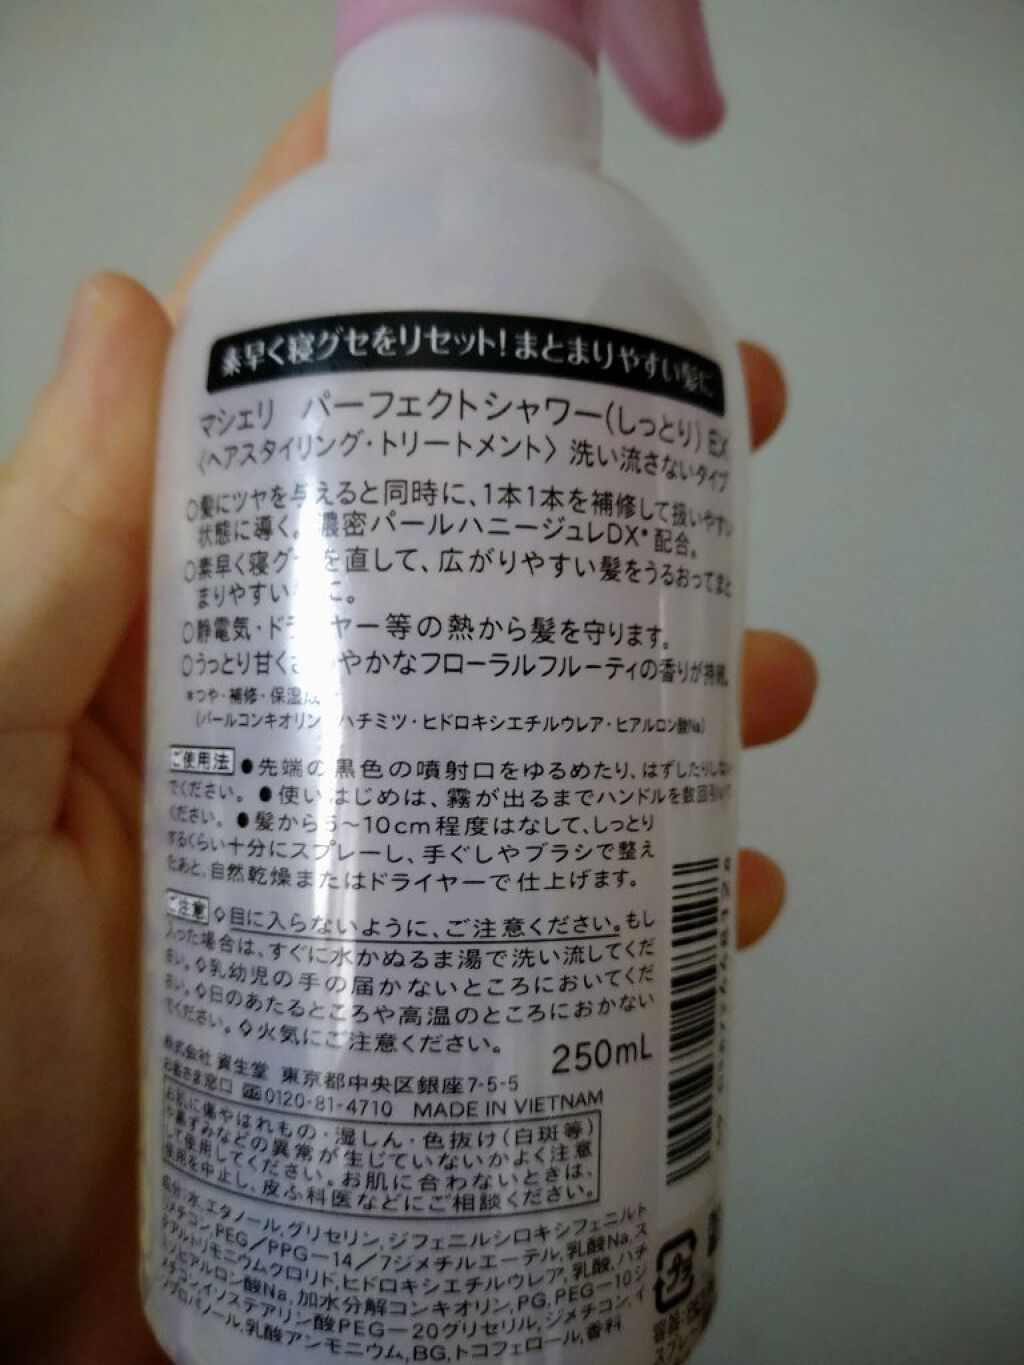 素早く寝グセをリセット!まとまりやすい髪に
マシェリ パーフェクトシャワー(しっとり) EX
〈ヘアスタイリング・トリートメント〉 洗い流さないタイプ
○髪にツヤを与えると同時に、1本1本を補修して扱いやすい
状態に導く。濃密パールハニージュレDX*配合。
○素早く寝グセを直して、広がりやすい髪をうるおってまと
まりやすい に。
○静電気・ドライヤー等の熱から髪を守ります。
○うっとり甘くさわやかなフローラルフルーティの香りが持続。
*つや・補修・保湿成
(パールコンキオリン ハチミツ・ヒドロキシエチルウレア・ヒアルロン酸Na)
ご使用法 ●先端の黒色の噴射口をゆるめたり、はずしたりしない
でください。 ●使いはじめは、霧が出るまでハンドルを数回引いて
ください。 ●髪から5〜10cm程度はなして、しっとり
するくらい十分にスプレーし、手ぐしやブラシで整え
たあと、自然乾燥またはドライヤーで仕上げます。
ご注意 ◇目に入らないように、ご注意ください。もし
入った場合は、すぐに水かぬるま湯で洗い流してくだ
さい。◇乳幼児の手の届かないところにおいてくだ
さい。◇日のあたるところや高温のところにおかない
でください。◇火気にご注意ください。
250mL
株式会社 資生堂 東京都中央区銀座7-5-5
お客さま窓口 0120-81-4710 MADE IN VIETNAM
お肌に傷やはれもの・湿しん・色抜け(白斑等)
や黒ずみなどの異常が生じていないかよく注意
して使用してください。お肌に合わないときは、
使用を中止し、皮ふ科医などにご相談ください。
成分:水,エタノール,グリセリン,ジフェニルシロキシフェニルト
リメチコン,PEG/PPG-14/7ジメチルエーテル,乳酸Na,ス
テアルトリモニウムクロリド,ヒドロキシエチルウレア,乳酸,ハチ
ミツ,ヒアルロン酸Na,加水分解コンキオリン,PG,PEG-10ジ
メチコン,イソステアリン酸PEG-20グリセリル,ジメチコン,イ
ソプロパノール,乳酸アンモニウム,BG,トコフェロール,香料
プラ